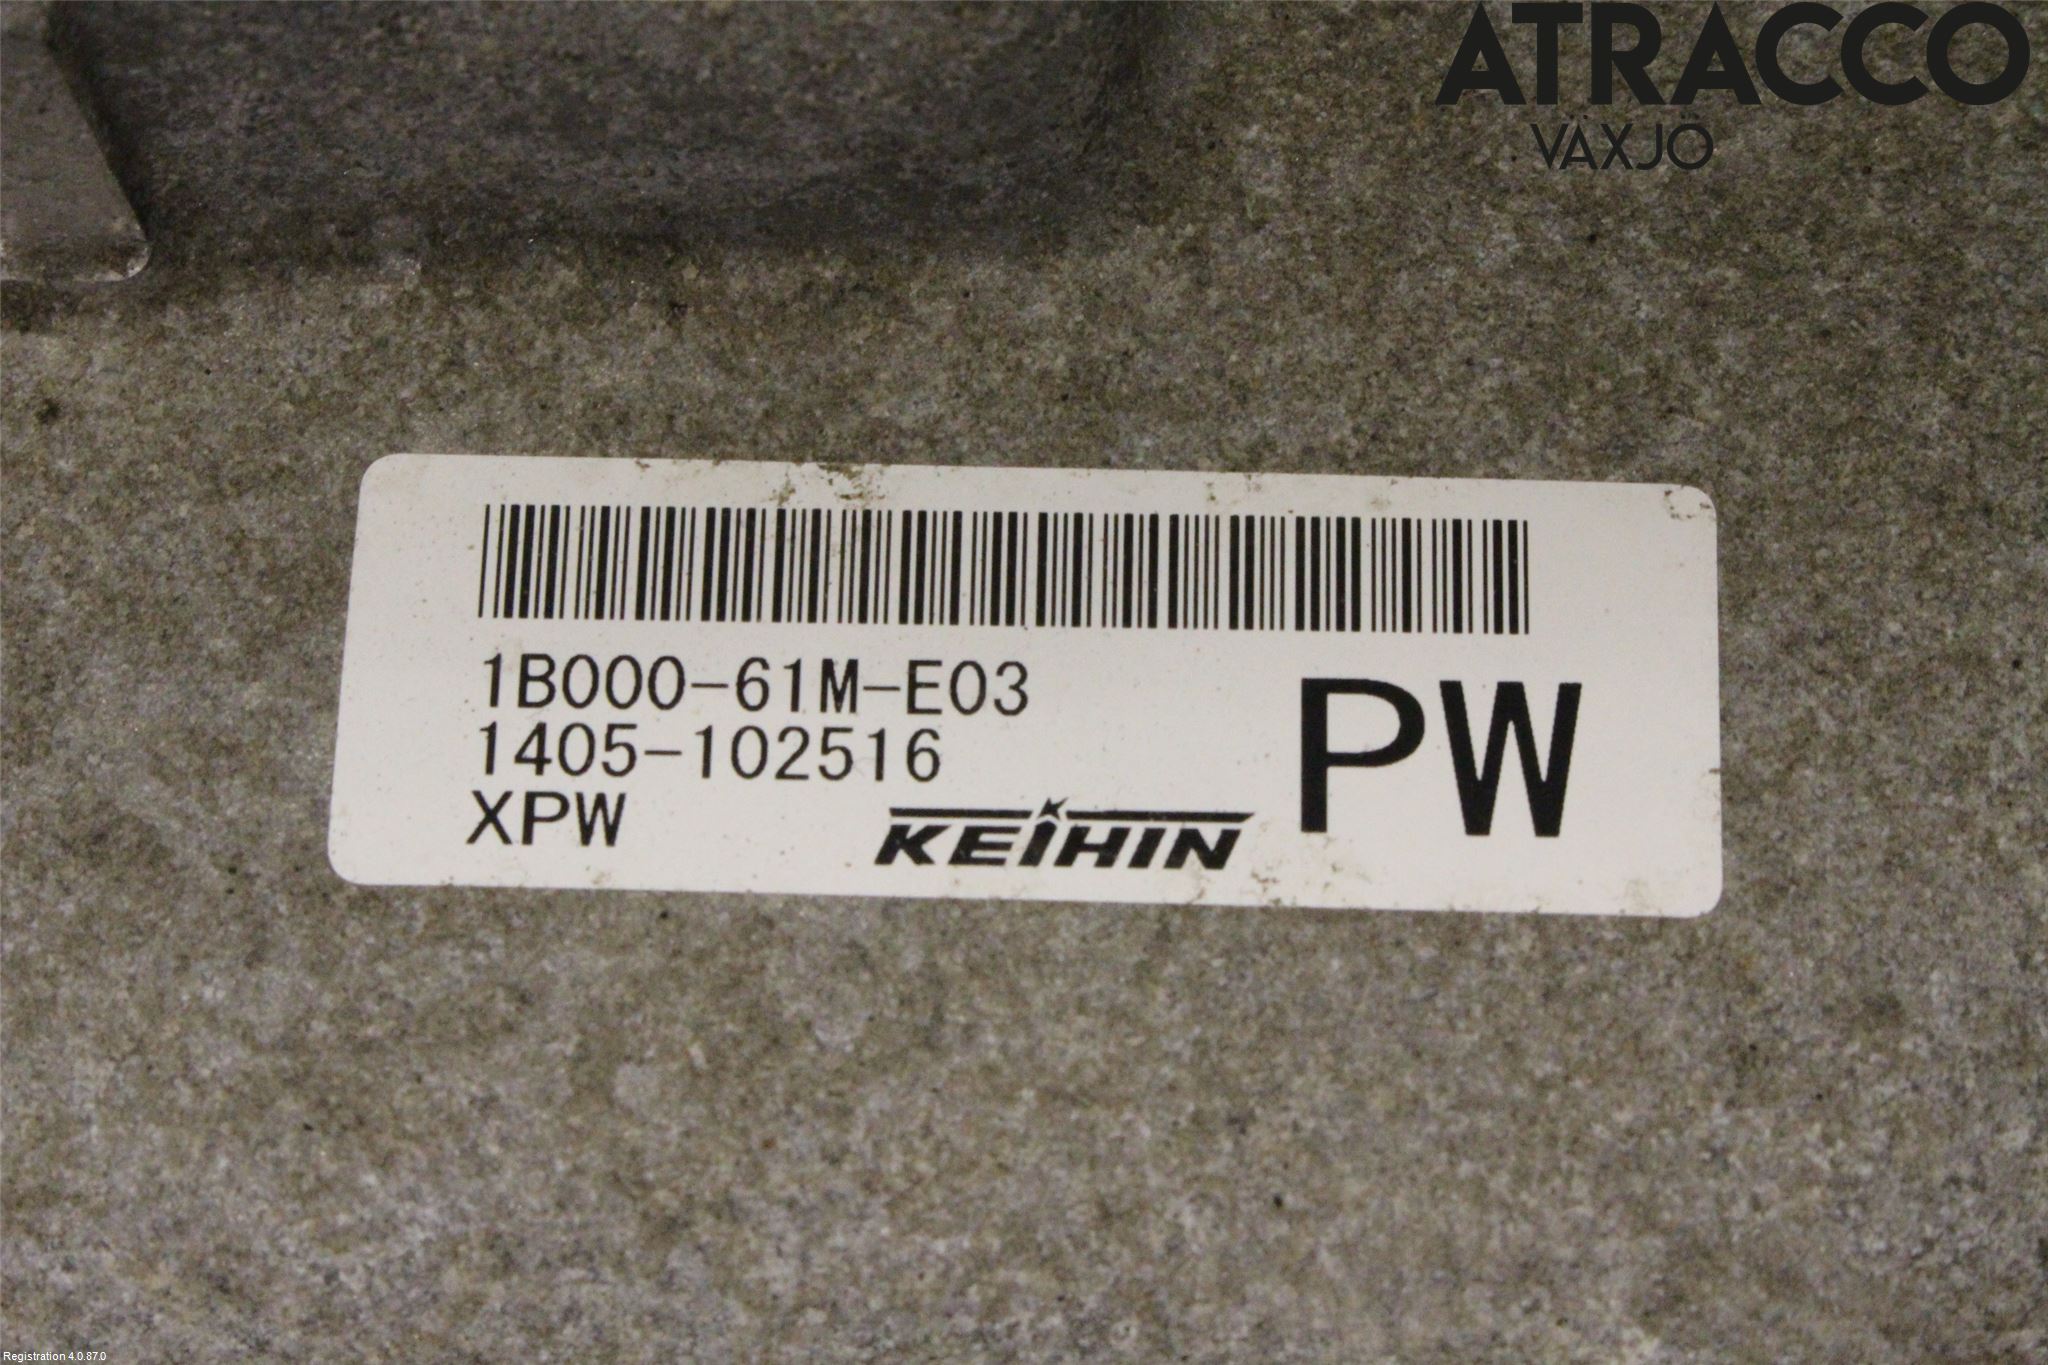 ATRACCO
VÄXJÖ
1B000-61M-E03
1405-102516
XPW
KEIHIN
PW
Registration 4.0.87.0